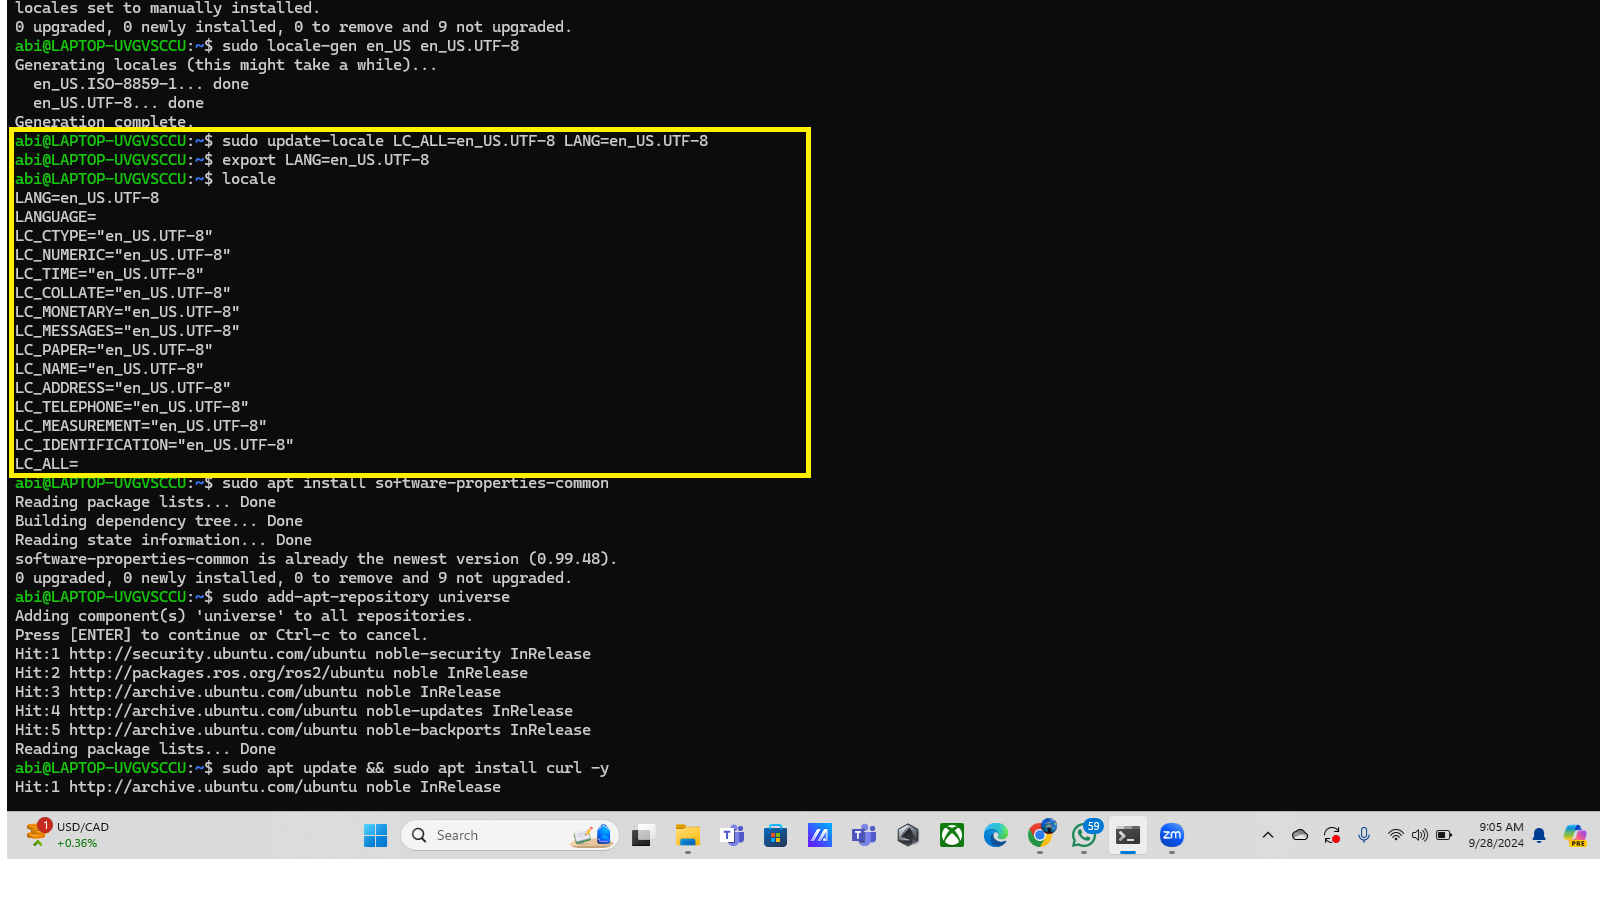 locales set to manually installed.
0 upgraded, 0 newly installed, 0 to remove and 9 not upgraded.
abi@LAPTOP-UVGVSCCU:~$ sudo locale-gen en_US en_US.UTF-8
Generating locales (this might take a while)...
  en_US.ISO-8859-1... done
  en_US.UTF-8... done
Generation complete.
abi@LAPTOP-UVGVSCCU:~$ sudo update-locale LC_ALL=en_US.UTF-8 LANG=en_US.UTF-8
abi@LAPTOP-UVGVSCCU:~$ export LANG=en_US.UTF-8
abi@LAPTOP-UVGVSCCU:~$ locale
LANG=en_US.UTF-8
LANGUAGE=
LC_CTYPE="en_US.UTF-8"
LC_NUMERIC="en_US.UTF-8"
LC_TIME="en_US.UTF-8"
LC_COLLATE="en_US.UTF-8"
LC_MONETARY="en_US.UTF-8"
LC_MESSAGES="en_US.UTF-8"
LC_PAPER="en_US.UTF-8"
LC_NAME="en_US.UTF-8"
LC_ADDRESS="en_US.UTF-8"
LC_TELEPHONE="en_US.UTF-8"
LC_MEASUREMENT="en_US.UTF-8"
LC_IDENTIFICATION="en_US.UTF-8"
LC_ALL=
abi@LAPTOP-UVGVSCCU:~$ sudo apt install software-properties-common
Reading package lists... Done
Building dependency tree... Done
Reading state information... Done
software-properties-common is already the newest version (0.99.48).
0 upgraded, 0 newly installed, 0 to remove and 9 not upgraded.
abi@LAPTOP-UVGVSCCU:~$ sudo add-apt-repository universe
Adding component(s) 'universe' to all repositories.
Press [ENTER] to continue or Ctrl-c to cancel.
Hit:1 http://security.ubuntu.com/ubuntu noble-security InRelease
Hit:2 http://packages.ros.org/ros2/ubuntu noble InRelease
Hit:3 http://archive.ubuntu.com/ubuntu noble InRelease
Hit:4 http://archive.ubuntu.com/ubuntu noble-updates InRelease
Hit:5 http://archive.ubuntu.com/ubuntu noble-backports InRelease
Reading package lists... Done
abi@LAPTOP-UVGVSCCU:~$ sudo apt update && sudo apt install curl -y
Hit:1 http://archive.ubuntu.com/ubuntu noble InRelease
1
USD/CAD
+0.36%
Search
59
zm
9:05 AM
9/28/2024
PRE